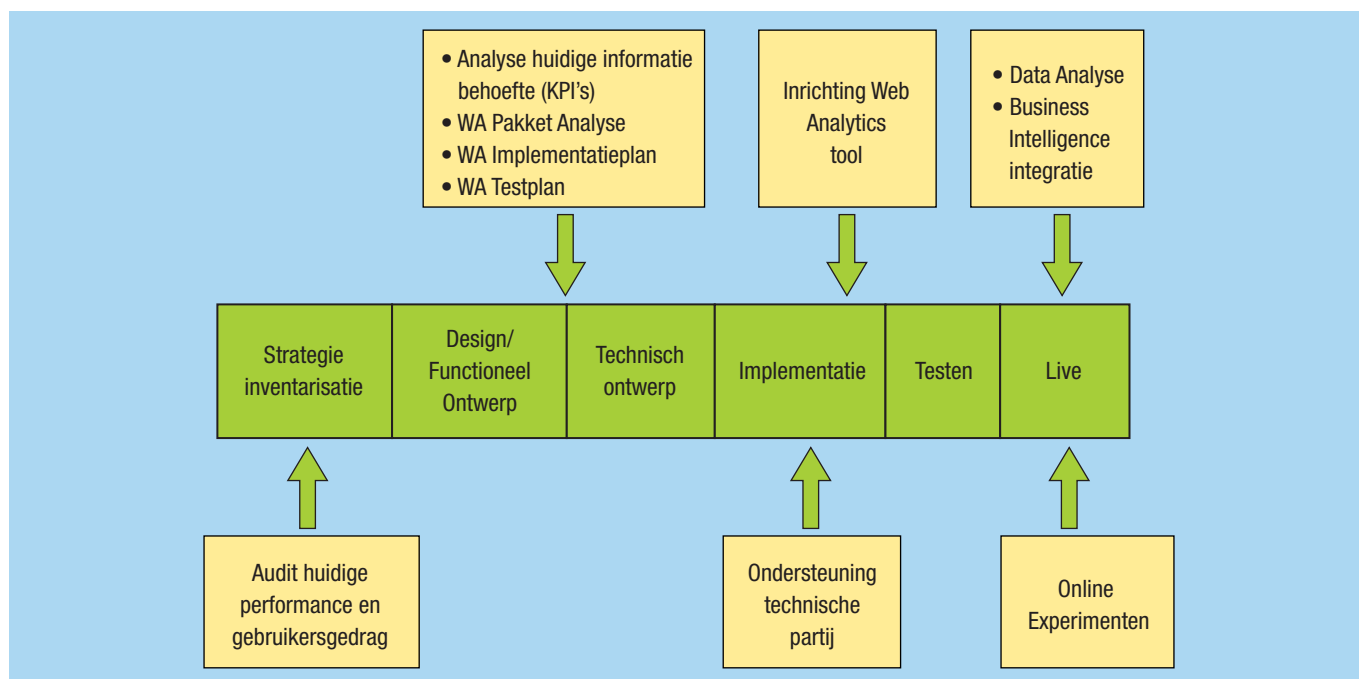 • Analyse huidige informatie
behoefte (KPI's)
• WA Pakket Analyse
• WA Implementatieplan
• WA Testplan
Inrichting Web
Analytics
tool
• Data Analyse
• Business
Intelligence
integratie
Strategie
inventarisatie
Design/
Functioneel
Ontwerp
Technisch
ontwerp
Implementatie
Testen
Live
Audit huidige
performance en
gebruikersgedrag
Ondersteuning
technische
partij
Online
Experimenten